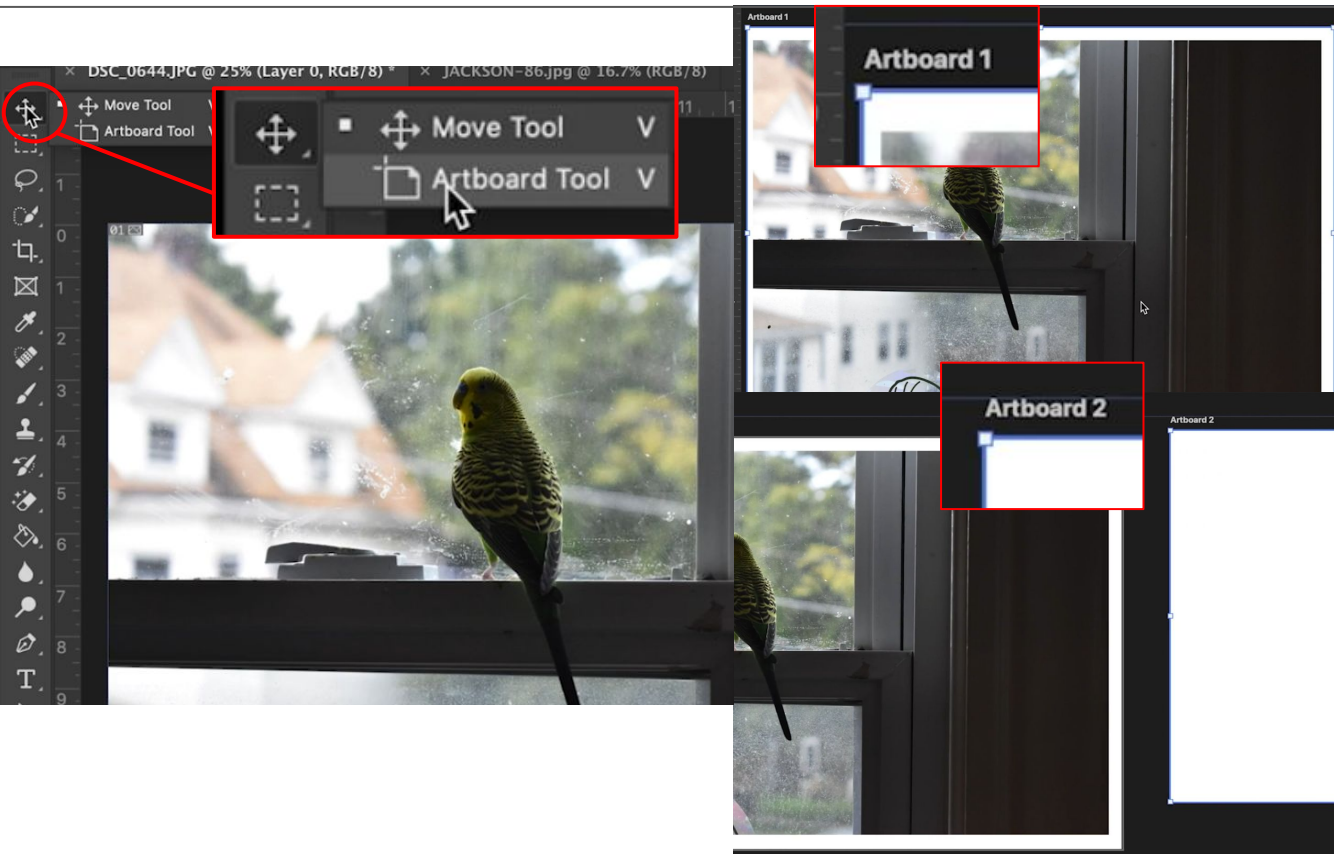 × DSC_0644.JPG @ 25% (Layer 0, RGB/8) * × JACKSON-86.jpg @ 16.7% (RGB/8)
Move Tool V
Artboard Tool V
Move Tool V
Artboard Tool V
11 1
1
0
1
2
3
4
5
6
7
8
9
01
T
Artboard 1
Artboard 1
Artboard 2
Artboard 2